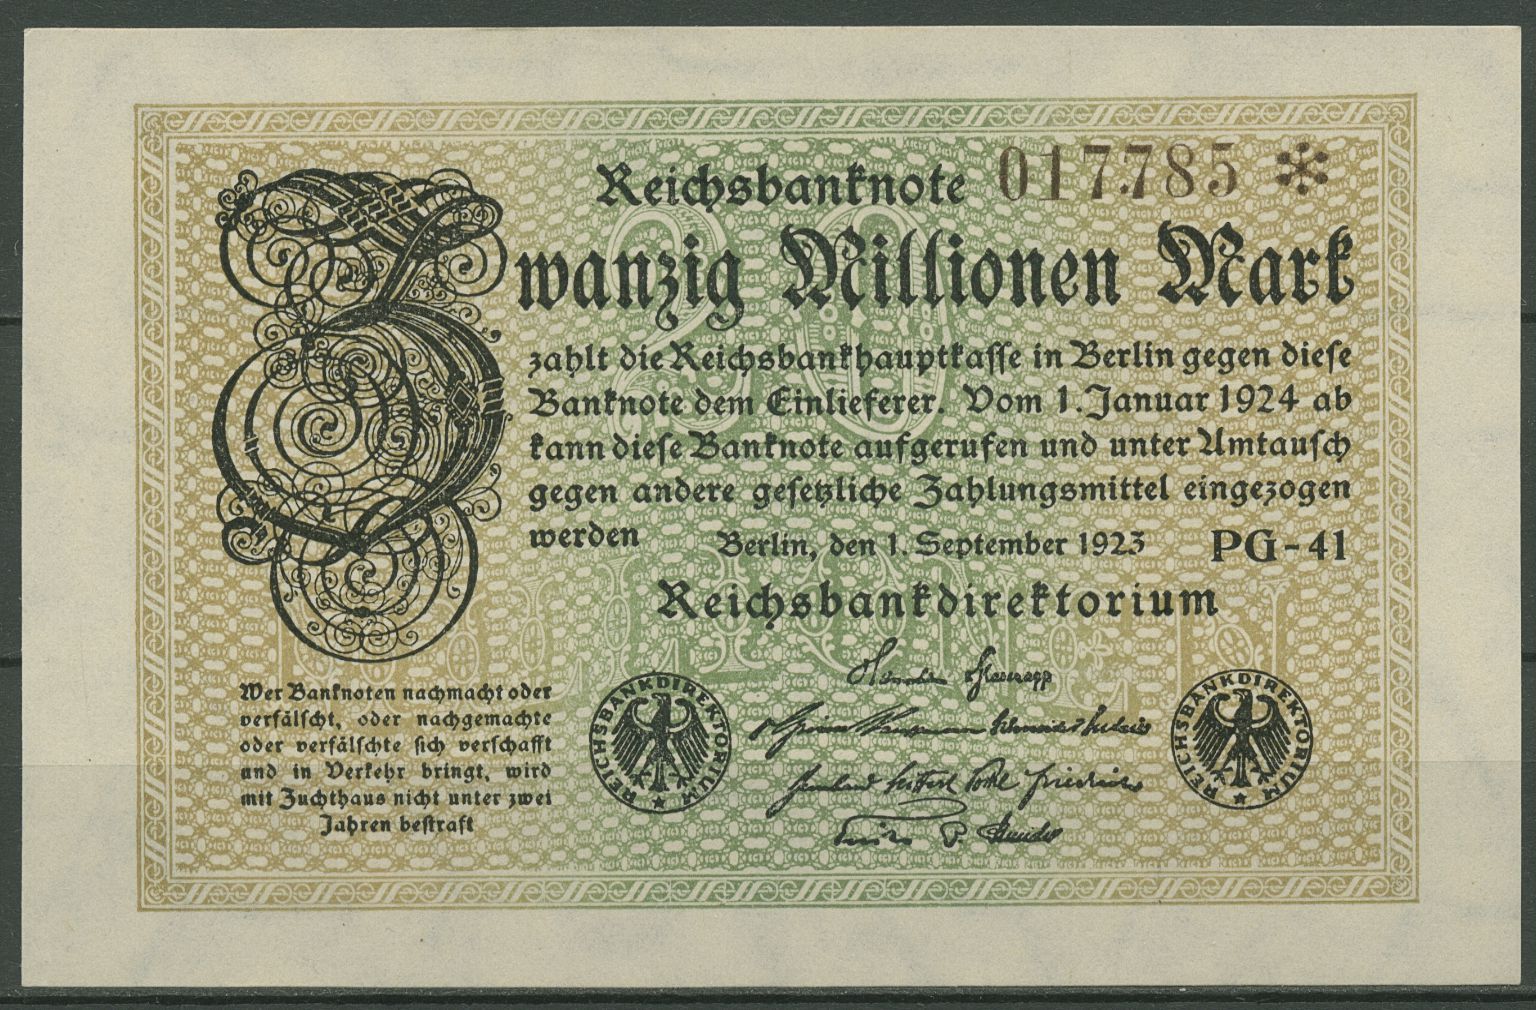 Reichsbanknote 017785 *
Zwanzig Millionen Mark
zahlt die Reichsbankhauptkasse in Berlin gegen diese
Banknote dem Einlieferer. Vom 1. Januar 1924 ab
kann diese Banknote aufgerufen und unter Umtausch
gegen andere gesetzliche Zahlungsmittel eingezogen
werden
Berlin, den 1. September 1923 PG-41
Reichsbankdirektorium
Wer Banknoten nachmacht oder
verfälscht, oder nachgemachte
oder verfälschte sich verschafft
und in Verkehr bringt, wird
mit Zuchthaus nicht unter zwei
Jahren bestraft
REICHSBANKDIREKTORIUM
REICHSBANKDIREKTORIUM
20
MILLIONEN